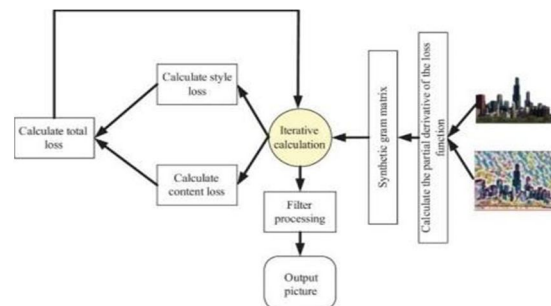 Calculate style
loss
Calculate total
loss
Iterative
calculation
Calculate
content loss
Filter
processing
Output
picture
Synthetic gram matrix
Calculate the partial derivative of the loss
function